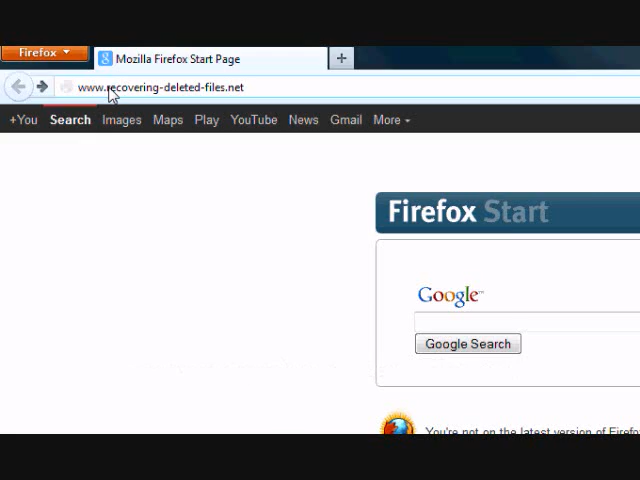 Firefox
Mozilla Firefox Start Page
www.recovering-deleted-files.net
+You Search Images Maps Play YouTube News Gmail More
Firefox Start
Google™
Google Search
You're not on the latest version of Firefo